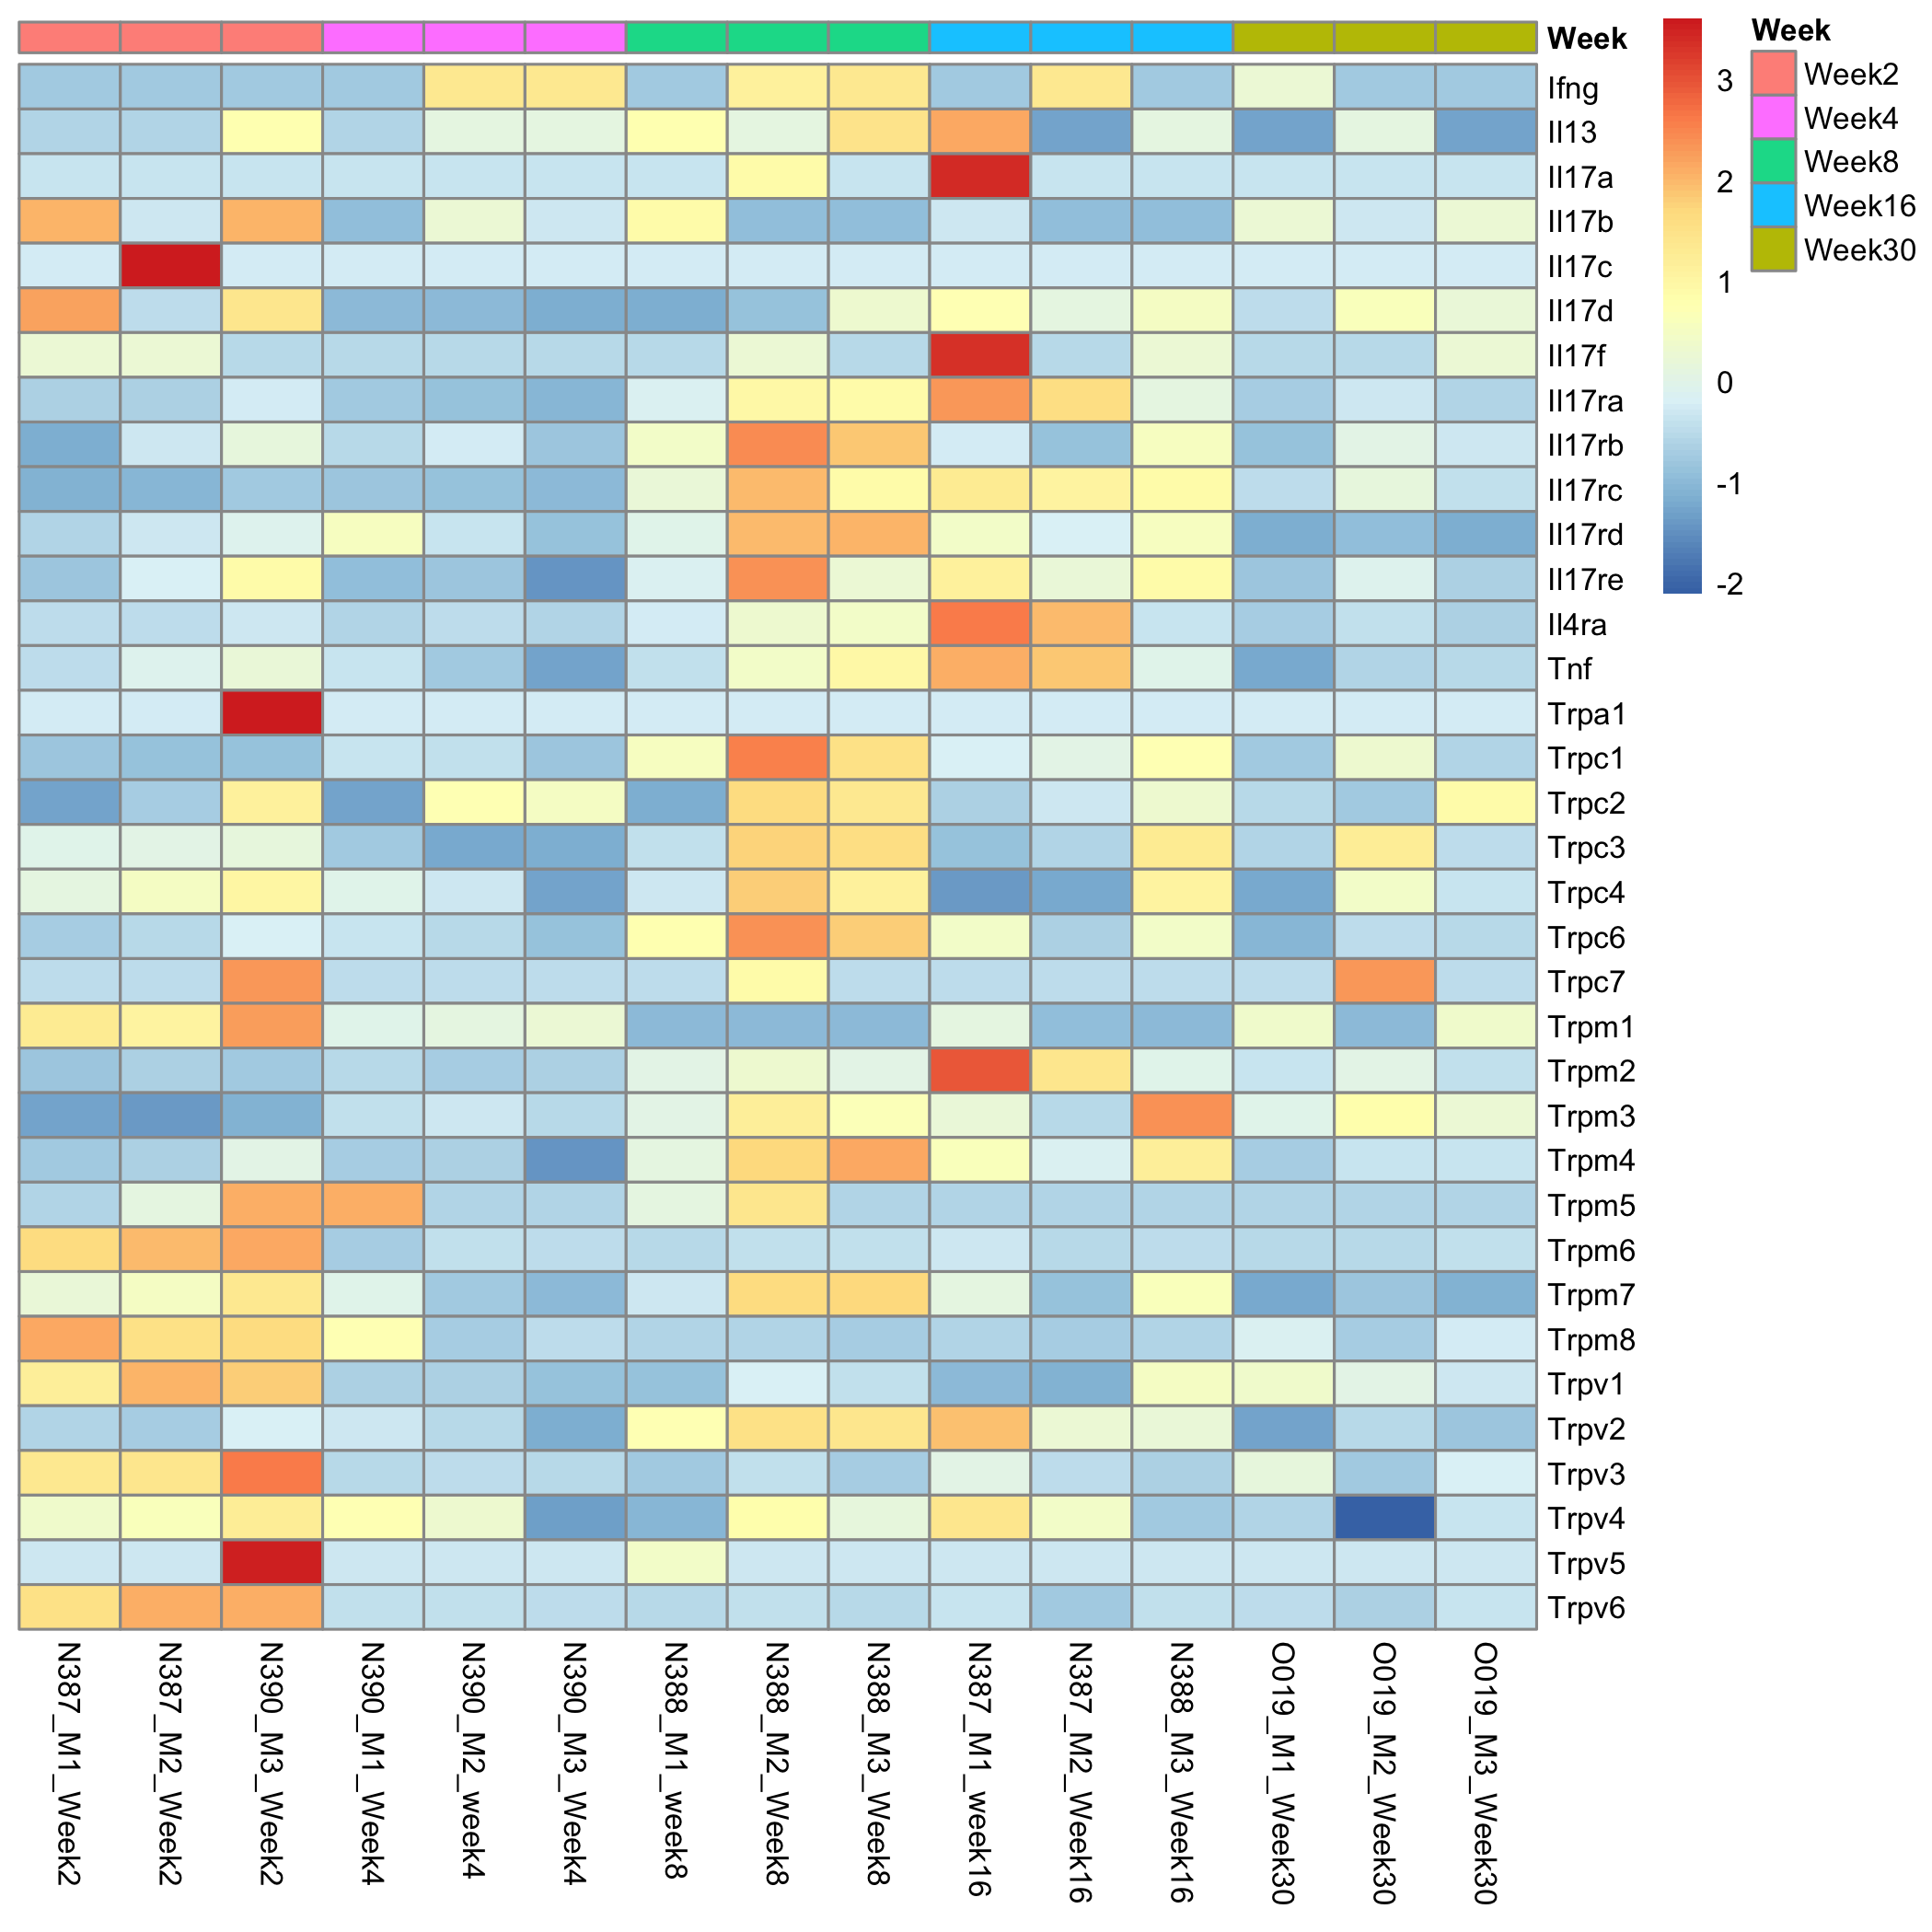 Week
Ifng
Il13
Il17a
Il17b
Il17c
Il17d
Il17f
Il17ra
Il17rb
Il17rc
Il17rd
Il17re
Il4ra
Tnf
Trpa1
Trpc1
Trpc2
Trpc3
Trpc4
Trpc6
Trpc7
Trpm1
Trpm2
Trpm3
Trpm4
Trpm5
Trpm6
Trpm7
Trpm8
Trpv1
Trpv2
Trpv3
Trpv4
Trpv5
Trpv6
N387_M1_Week2
N387_M2_Week2
N390_M3_Week2
N390_M1_Week4
N390_M2_week4
N390_M3_Week4
N388_M1_week8
N388_M2_Week8
N388_M3_Week8
N387_M1_week16
N387_M2_Week16
N388_M3_Week16
O019_M1_Week30
O019_M2_Week30
O019_M3_Week30
3
2
1
0
-1
-2
Week
Week2
Week4
Week8
Week16
Week30